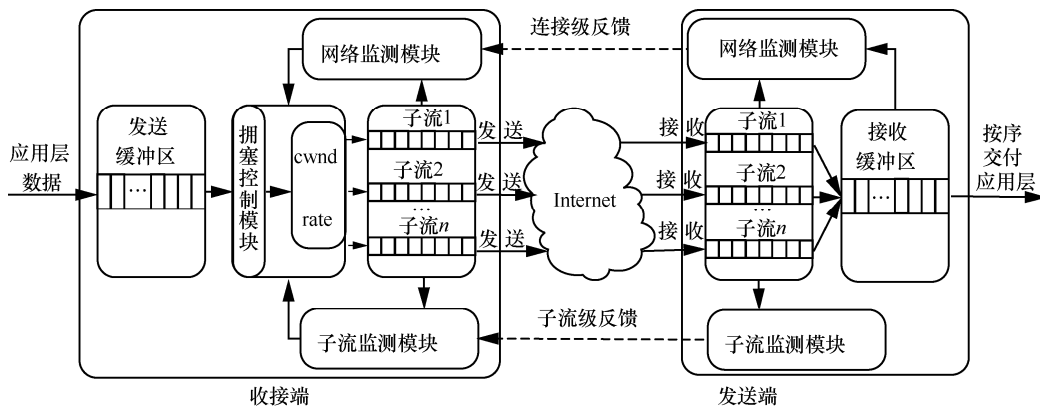 网络监测模块
连接级反馈
网络监测模块
应用层
数据
发送
缓冲区
...
拥塞控制模块
cwnd
rate
子流1
子流2
...
子流n
发送
发送
发送
Internet
接收
接收
接收
子流1
子流2
...
子流n
接收
缓冲区
...
按序
交付
应用层
子流监测模块
子流级反馈
子流监测模块
收接端
发送端